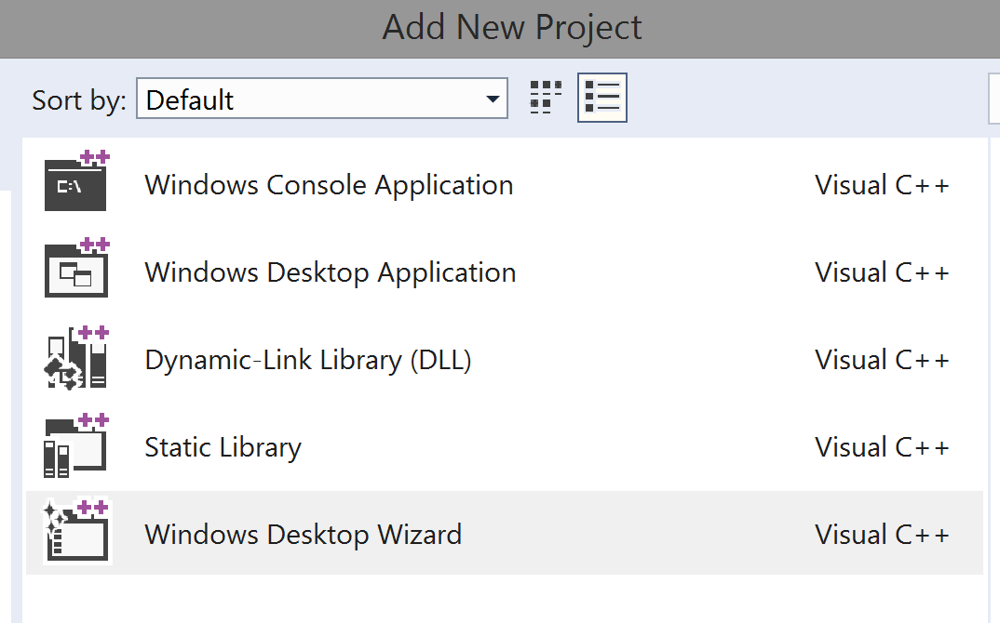 Add New Project
Sort by: Default
++
C:\
Windows Console Application Visual C++
++
Windows Desktop Application Visual C++
++
Dynamic-Link Library (DLL) Visual C++
++
Static Library Visual C++
++
Windows Desktop Wizard Visual C++